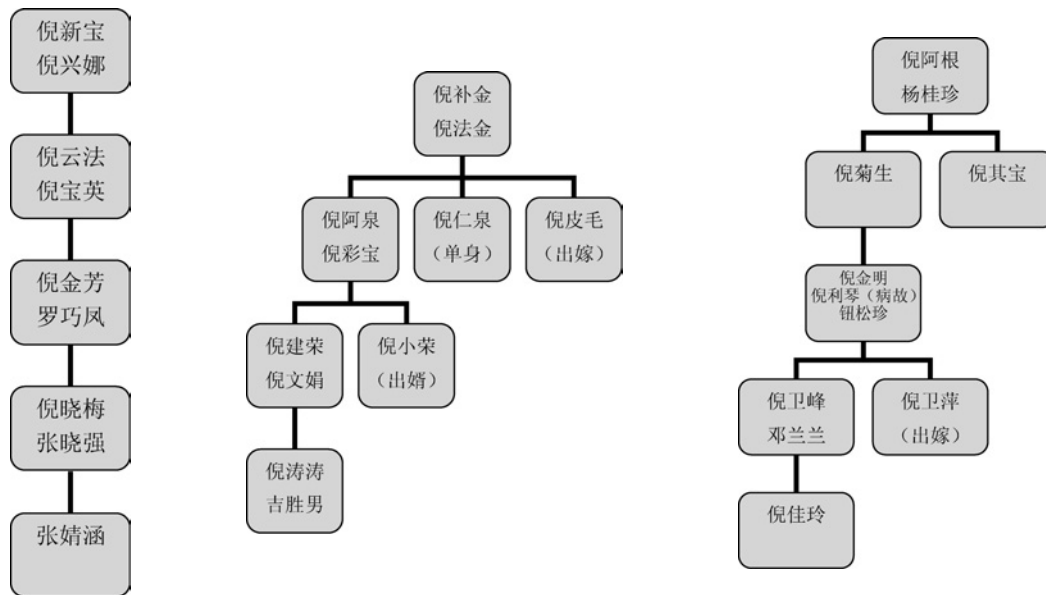 倪新宝
倪兴娜
倪云法
倪宝英
倪金芳
罗巧凤
倪晓梅
张晓强
张婧涵
倪补金
倪法金
倪阿泉
倪彩宝
倪仁泉
（单身）
倪皮毛
（出嫁）
倪建荣
倪文娟
倪小荣
（出婿）
倪涛涛
吉胜男
倪阿根
杨桂珍
倪菊生
倪其宝
倪金明
倪利琴（病故）
钮松珍
倪卫峰
邓兰兰
倪卫萍
（出嫁）
倪佳玲